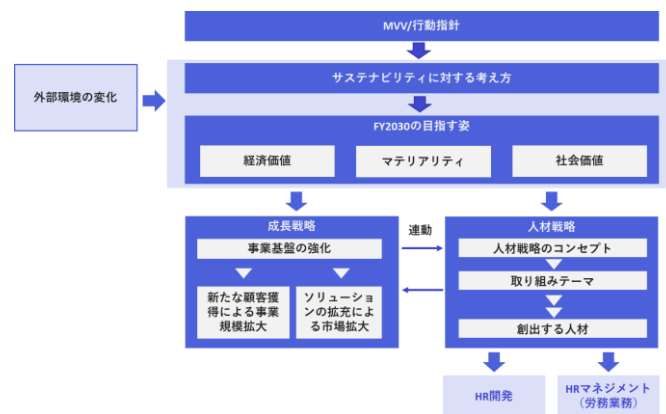 MVV/行動指針
サステナビリティに対する考え方
外部環境の変化
FY2030の目指す姿
経済価値
マテリアリティ
社会価値
成長戦略
連動
人材戦略
事業基盤の強化
人材戦略のコンセプト
取り組みテーマ
新たな顧客獲
得による事業
規模拡大
ソリューショ
ンの拡充によ
る市場拡大
創出する人材
HR開発
HRマネジメント
（労務業務）